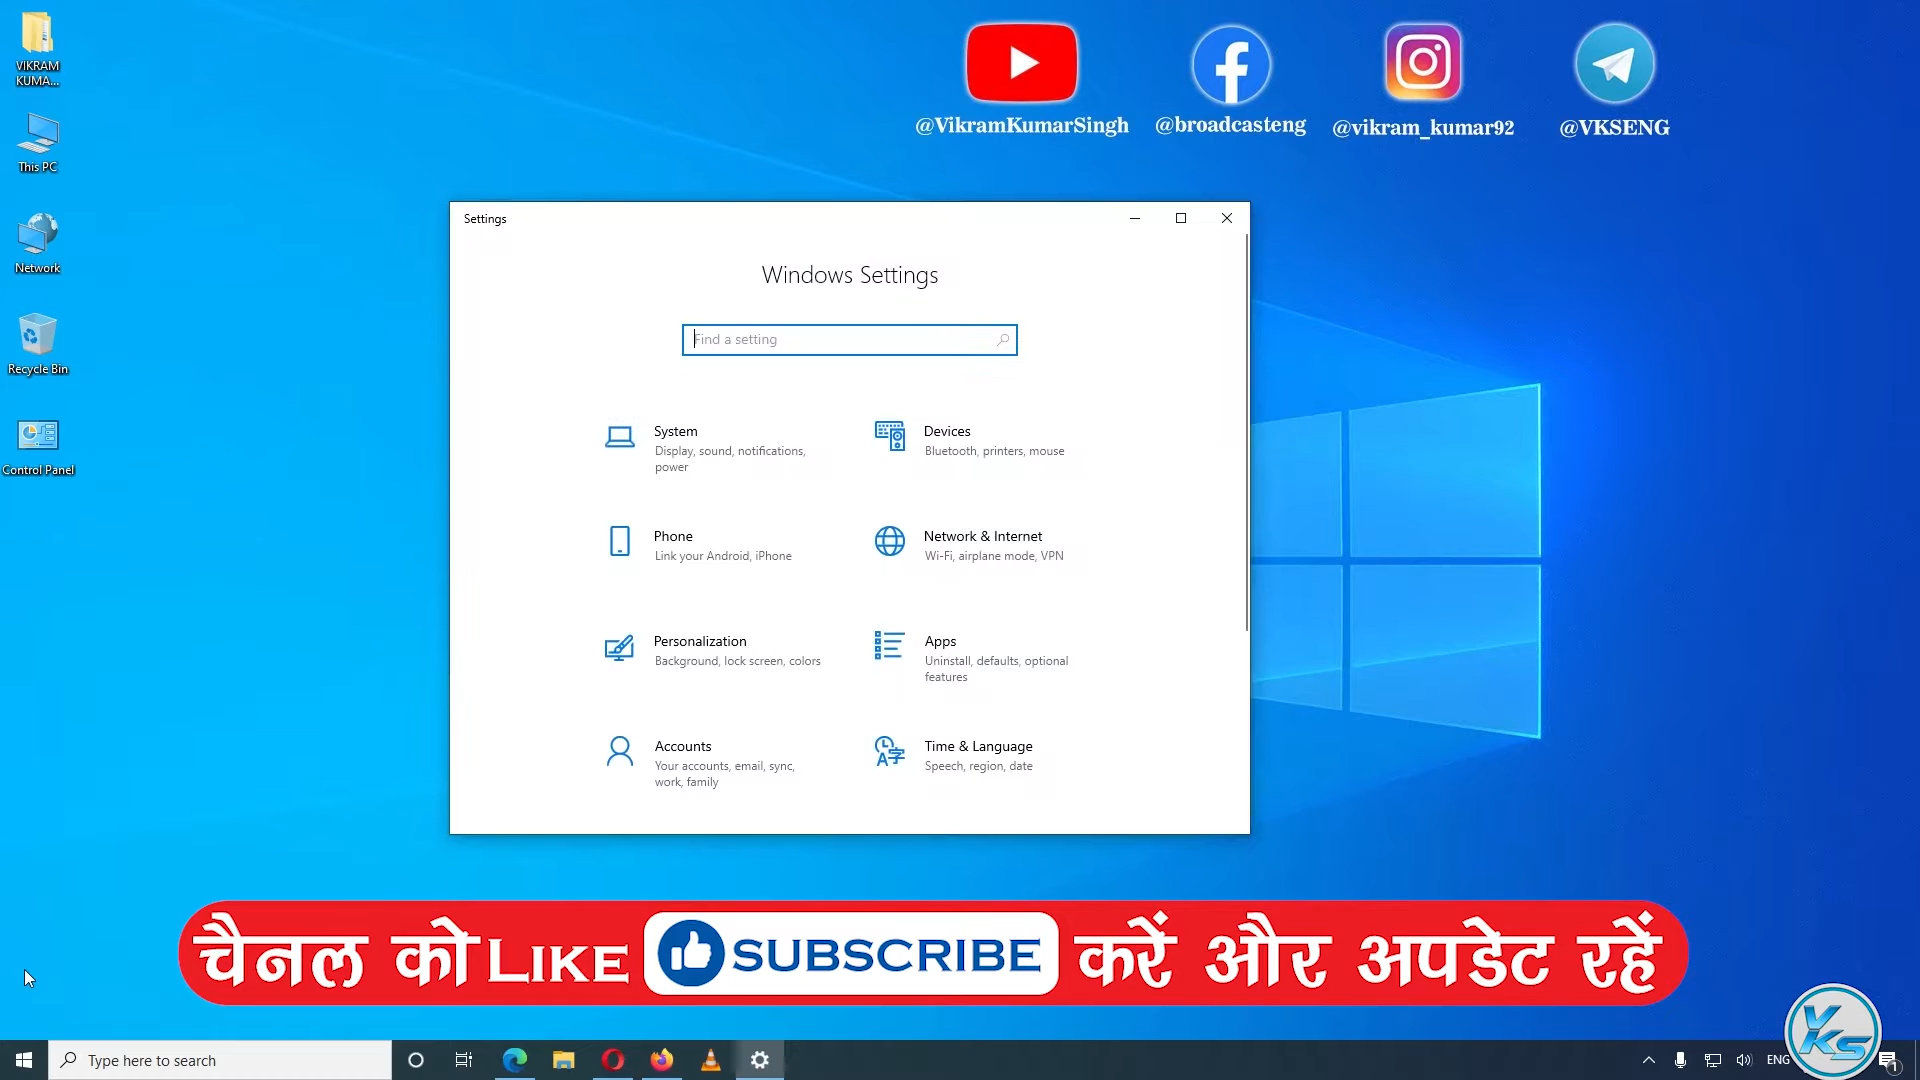 VIKRAM
KUMA...
This PC
Network
Recycle Bin
Control Panel
@VikramKumarSingh
@broadcasteng
@vikram_kumar92
@VKSENG
Settings
Windows Settings
Find a setting
System
Display, sound, notifications,
power
Devices
Bluetooth, printers, mouse
Phone
Link your Android, iPhone
Network & Internet
Wi-Fi, airplane mode, VPN
Personalization
Background, lock screen, colors
Apps
Uninstall, defaults, optional
features
Accounts
Your accounts, email, sync,
work, family
Time & Language
Speech, region, date
चैनल को LIKE SUBSCRIBE करें और अपडेट रहें
VKS
Type here to search
ENG
1